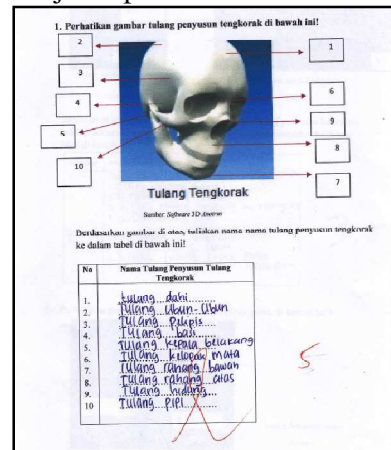 1. Perhatikan gambar tulang penyusun tengkorak di bawah ini!
2
1
3
4
6
9
5
8
10
7
Tulang Tengkorak
Sumber: Software 3D Anatomi
Berdasarkan gambar di atas, tuliskan nama nama tulang penyusun tengkorak
ke dalam tabel di bawah ini!
No Nama Tulang Penyusun Tulang
Tengkorak
1. tulang dahi
2. Tulang Ubun-Ubun
3. Tulang Pelipis
4. Tulang baji
5. Tulang kepala belakang
6. Tulang kelopak mata
7. Tulang rahang bawah
8. Tulang rahang atas
9. Tulang hidung
10 Tulang pipi
5